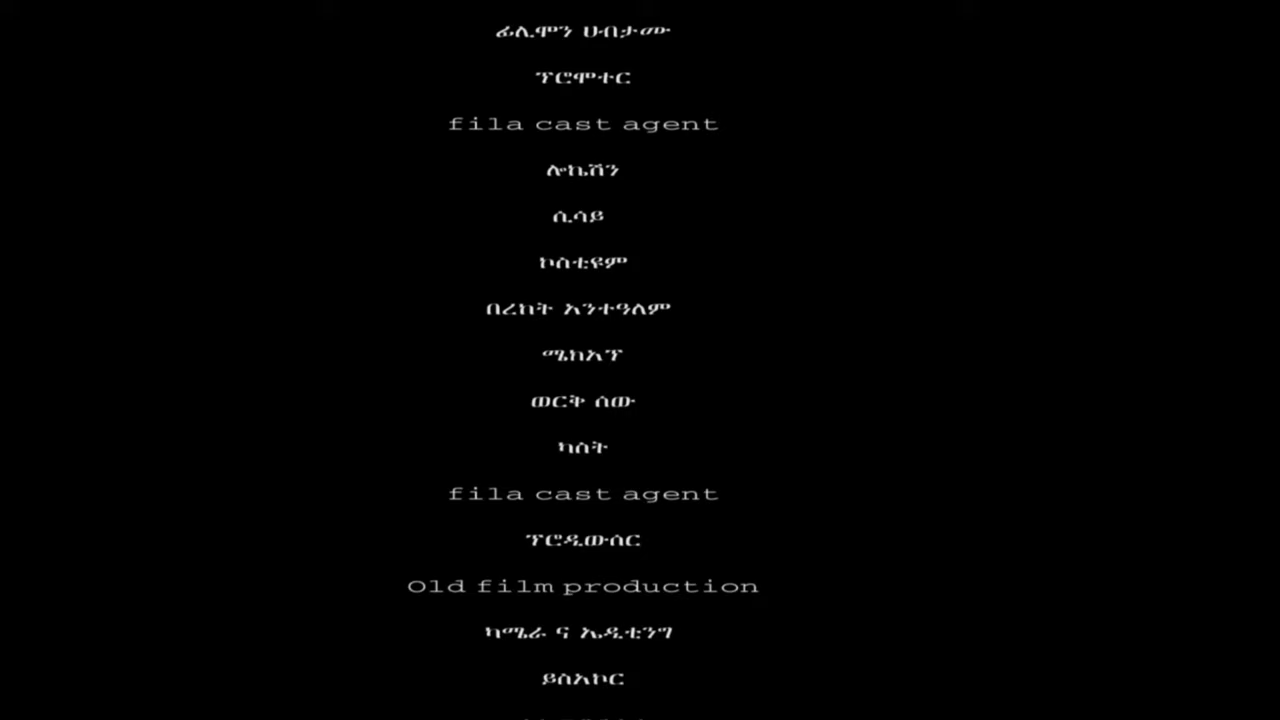 ፊሊሞን ሀብታሙ
ፕሮሞተር
fila cast agent
ሎኬሽን
ሲሳይ
ኮስቲዩም
በረከት አንተዓለም
ሜክአፕ
ወርቅ ሰው
ካስት
fila cast agent
ፕሮዲውሰር
Old film production
ካሜራ ና ኤዲቲንግ
ይስአኮር